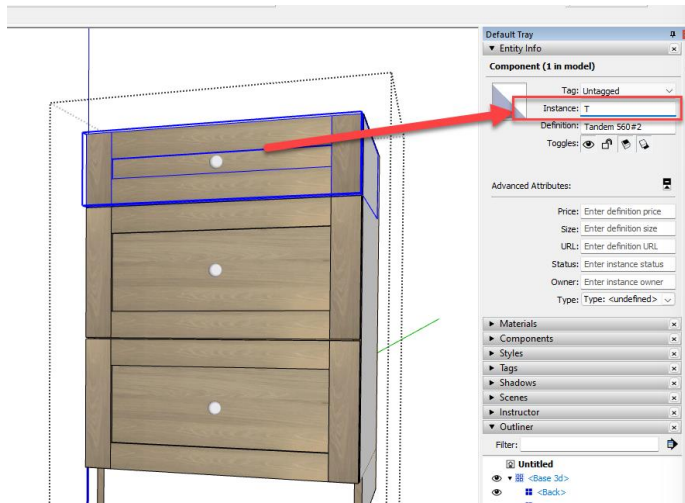 Default Tray
▼ Entity Info
Component (1 in model)
Tag: Untagged
Instance: T
Definition: Tandem 560#2
Toggles:
Advanced Attributes:
Price: Enter definition price
Size: Enter definition size
URL: Enter definition URL
Status: Enter instance status
Owner: Enter instance owner
Type: Type: <undefined>
► Materials
► Components
► Styles
► Tags
► Shadows
► Scenes
► Instructor
▼ Outliner
Filter:
Untitled
<Base 3d>
<Back>